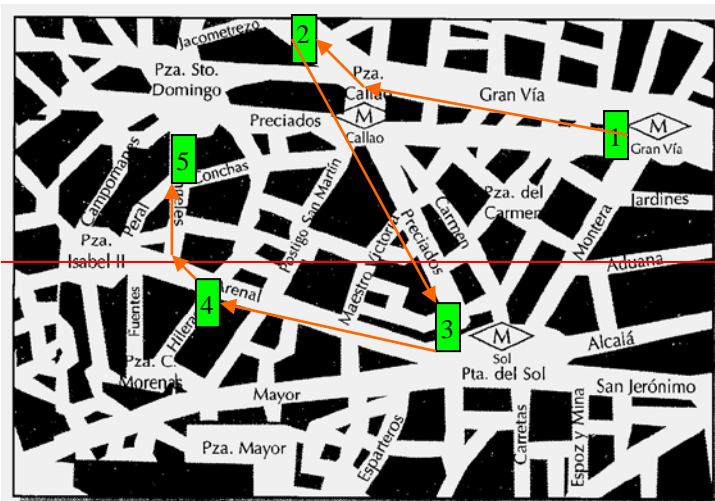 Jacometrezo
2
Pza. Sto.
Domingo
Pza.
Callao
Gran Vía
Preciados
M
Callao
1
M
Gran Vía
5
Conchas
Campomanes
Peral
ngeles
Postigo San Martín
Pza. del
Carmen
Jardines
Carmen
Preciados
Montera
Maestro Victoria
Pza.
Isabel II
Aduana
Arenal
4
Fuentes
Hilera
3
M
Sol
Pta. del Sol
Alcalá
Pza. C.
Morenas
Mayor
San Jerónimo
Pza. Mayor
Esparteros
Carretas
Espoz y Mina